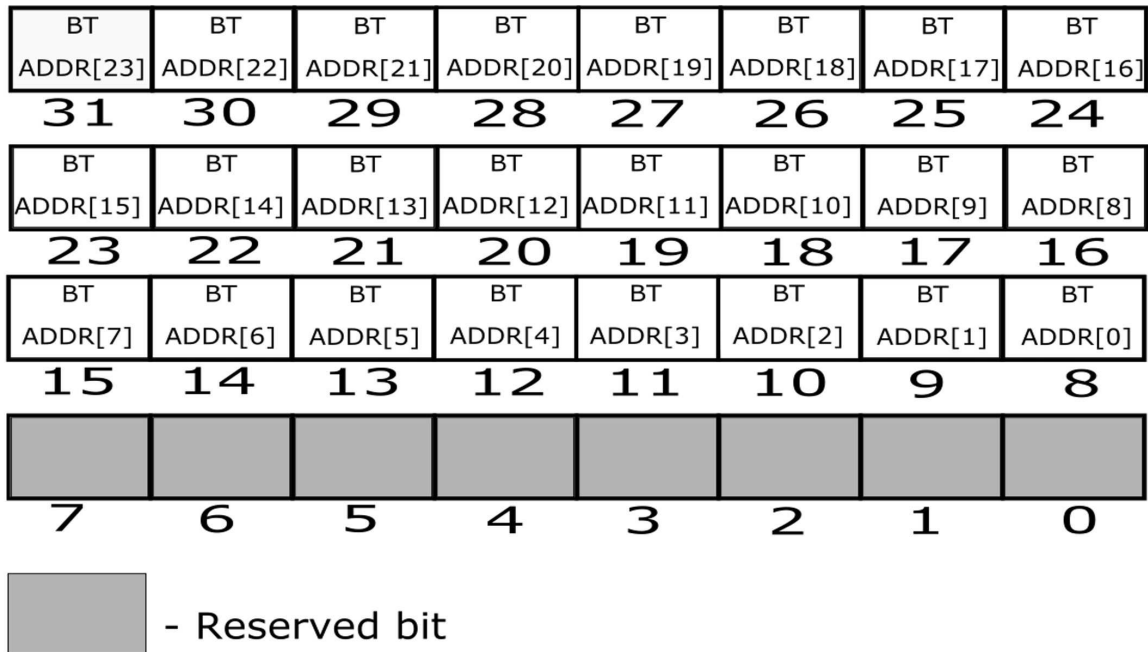 BT BT BT BT BT BT BT BT
ADDR[23] ADDR[22] ADDR[21] ADDR[20] ADDR[19] ADDR[18] ADDR[17] ADDR[16]
31 30 29 28 27 26 25 24
BT BT BT BT BT BT BT BT
ADDR[15] ADDR[14] ADDR[13] ADDR[12] ADDR[11] ADDR[10] ADDR[9] ADDR[8]
23 22 21 20 19 18 17 16
BT BT BT BT BT BT BT BT
ADDR[7] ADDR[6] ADDR[5] ADDR[4] ADDR[3] ADDR[2] ADDR[1] ADDR[0]
15 14 13 12 11 10 9 8
7 6 5 4 3 2 1 0
- Reserved bit